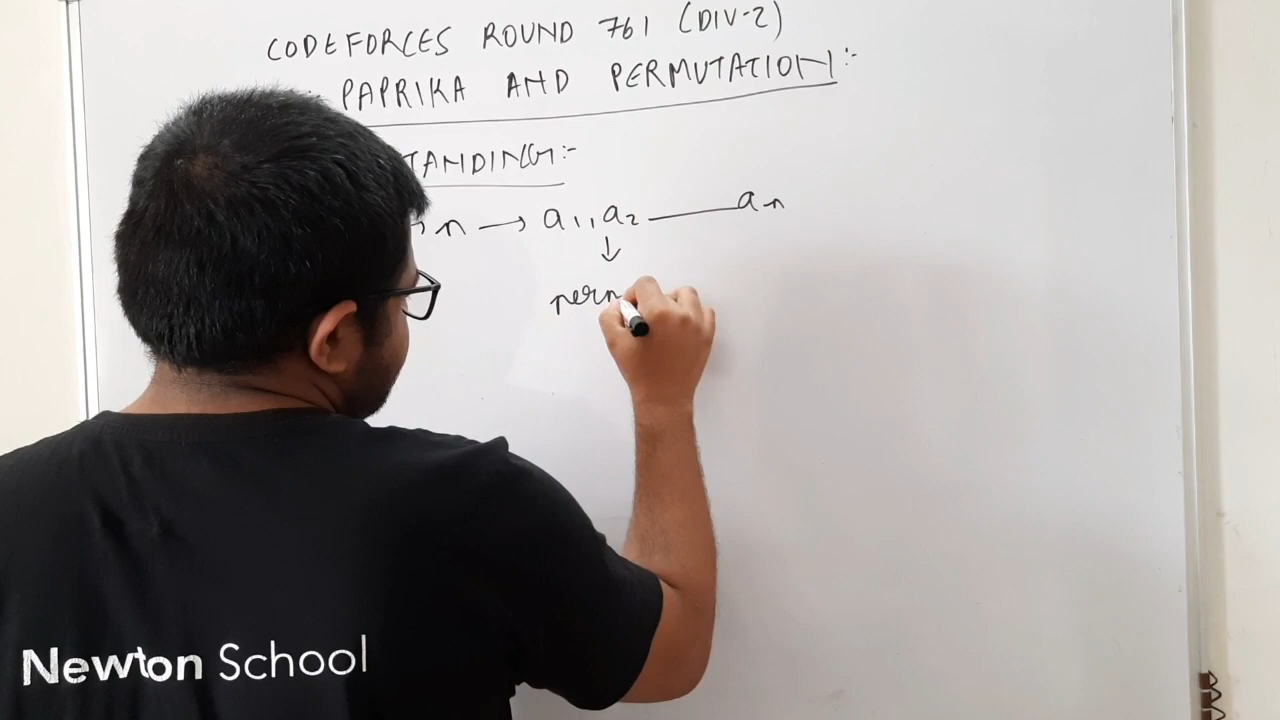 CODEFORCES ROUND 761 (DIV-2)
PAPRIKA AND PERMUTATION :-
TANDING:-
n → a1, a2 —— an
↓
perm
Newton School